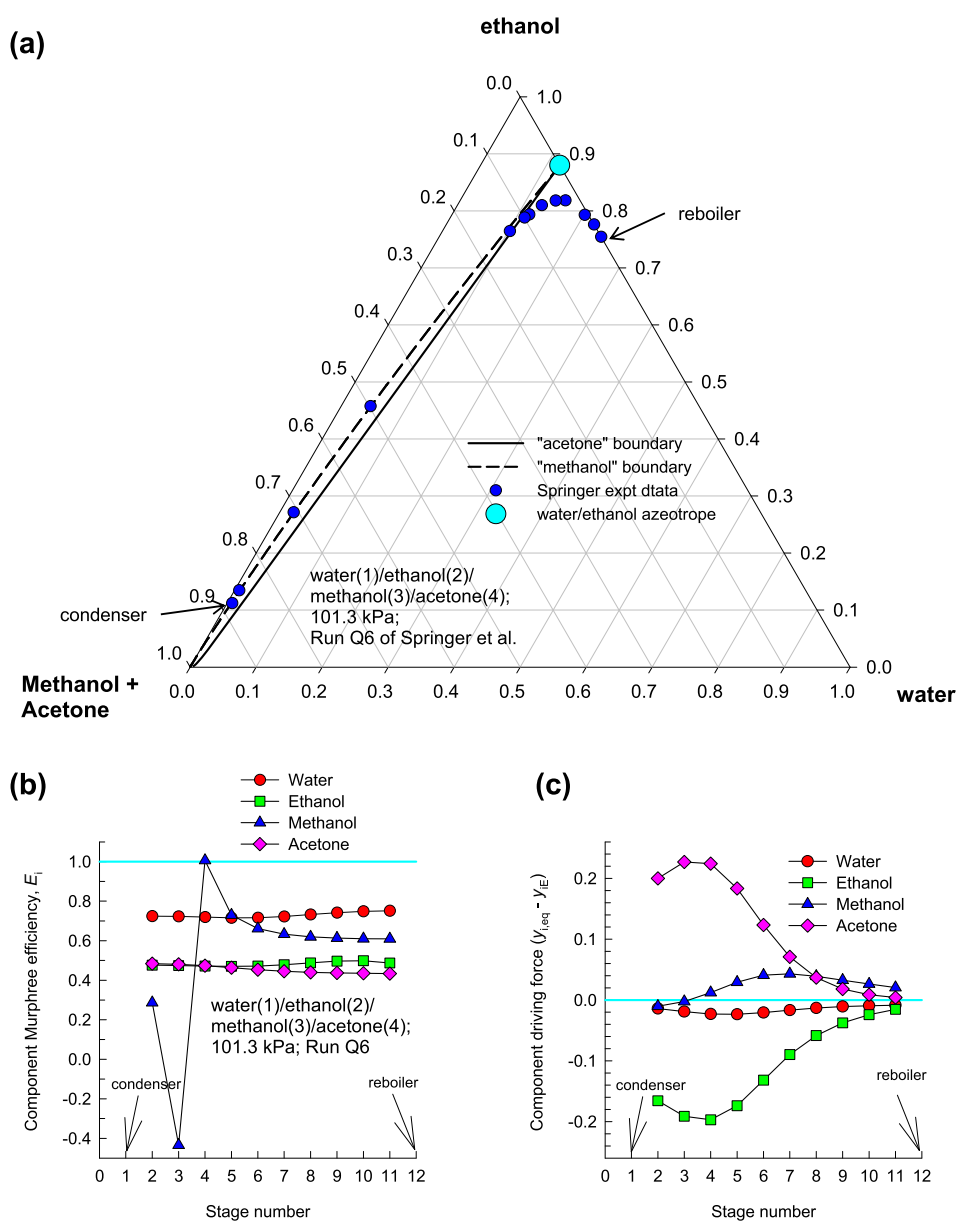 (a)
ethanol
0.0
1.0
0.1
0.9
0.2
0.8
reboiler
0.3
0.7
0.4
0.6
0.5
0.5
0.6
0.4
"acetone" boundary
"methanol" boundary
0.7
Springer expt dtata
0.3
water/ethanol azeotrope
0.8
0.2
water(1)/ethanol(2)/
methanol(3)/acetone(4);
101.3 kPa;
Run Q6 of Springer et al.
0.9
condenser
0.1
1.0
0.0
Methanol +
Acetone
0.0 0.1 0.2 0.3 0.4 0.5 0.6 0.7 0.8 0.9 1.0
water
(b)
Water
Ethanol
Methanol
Acetone
Component Murphree efficiency, Ei
1.0
0.8
0.6
0.4
0.2
0.0
-0.2
-0.4
water(1)/ethanol(2)/
methanol(3)/acetone(4);
101.3 kPa; Run Q6
condenser
reboiler
0 1 2 3 4 5 6 7 8 9 10 11 12
Stage number
(c)
Water
Ethanol
Methanol
Acetone
Component driving force (yi,eq - yiE)
0.2
0.1
0.0
-0.1
-0.2
condenser
reboiler
0 1 2 3 4 5 6 7 8 9 10 11 12
Stage number